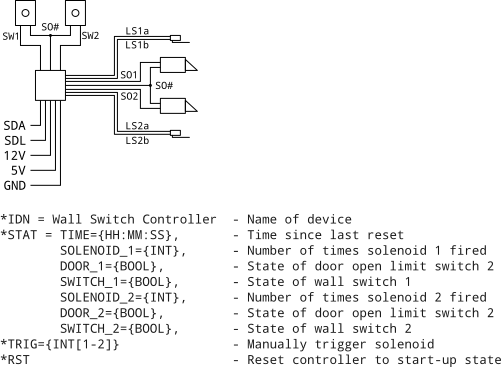 SO#
SW1
SW2
LS1a
LS1b
SO1
SO#
SO2
LS2a
LS2b
SDA
SDL
12V
5V
GND
*IDN = Wall Switch Controller - Name of device
*STAT = TIME={HH:MM:SS}, - Time since last reset
SOLENOID_1={INT}, - Number of times solenoid 1 fired
DOOR_1={BOOL}, - State of door open limit switch 2
SWITCH_1={BOOL}, - State of wall switch 1
SOLENOID_2={INT}, - Number of times solenoid 2 fired
DOOR_2={BOOL}, - State of door open limit switch 2
SWITCH_2={BOOL}, - State of wall switch 2
*TRIG={INT[1-2]} - Manually trigger solenoid
*RST - Reset controller to start-up state